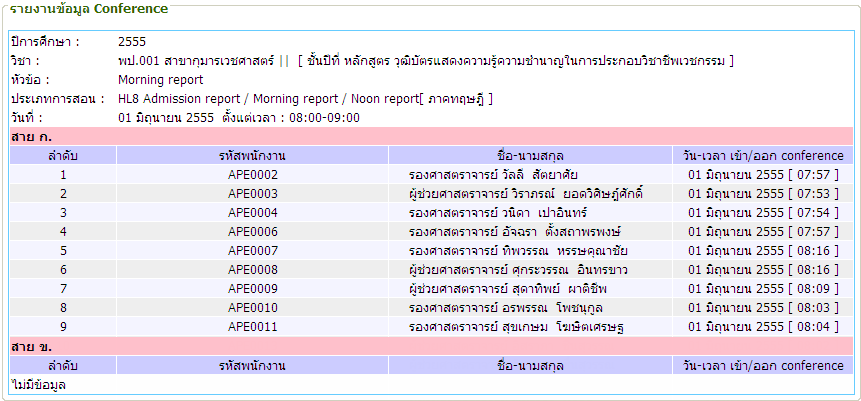 รายงานข้อมูล Conference
ปีการศึกษา : 2555
วิชา : พป.001 สาขากุมารเวชศาสตร์ || [ ชั้นปีที่ หลักสูตร วุฒิบัตรแสดงความรู้ความชำนาญในการประกอบวิชาชีพเวชกรรม ]
หัวข้อ : Morning report
ประเภทการสอน : HL8 Admission report / Morning report / Noon report[ ภาคทฤษฎี ]
วันที่ : 01 มิถุนายน 2555 ตั้งแต่เวลา : 08:00-09:00
สาย ก.
ลำดับ รหัสพนักงาน ชื่อ-นามสกุล วัน-เวลา เข้า/ออก conference
1 APE0002 รองศาสตราจารย์ วัลลี สัตยาศัย 01 มิถุนายน 2555 [ 07:57 ]
2 APE0003 ผู้ช่วยศาสตราจารย์ วิราภรณ์ ยอดวิศิษฎ์ศักดิ์ 01 มิถุนายน 2555 [ 07:53 ]
3 APE0004 รองศาสตราจารย์ วนิดา เปาอินทร์ 01 มิถุนายน 2555 [ 07:54 ]
4 APE0006 รองศาสตราจารย์ อัจฉรา ตั้งสถาพรพงษ์ 01 มิถุนายน 2555 [ 07:57 ]
5 APE0007 รองศาสตราจารย์ ทิพวรรณ หรรษคุณาชัย 01 มิถุนายน 2555 [ 08:16 ]
6 APE0008 ผู้ช่วยศาสตราจารย์ ศุกระวรรณ อินทรขาว 01 มิถุนายน 2555 [ 08:16 ]
7 APE0009 ผู้ช่วยศาสตราจารย์ สุดาทิพย์ ผาติชีพ 01 มิถุนายน 2555 [ 08:09 ]
8 APE0010 รองศาสตราจารย์ อรพรรณ โพชนุกูล 01 มิถุนายน 2555 [ 08:03 ]
9 APE0011 รองศาสตราจารย์ สุขเกษม โฆษิตเศรษฐ 01 มิถุนายน 2555 [ 08:04 ]
สาย ข.
ลำดับ รหัสพนักงาน ชื่อ-นามสกุล วัน-เวลา เข้า/ออก conference
ไม่มีข้อมูล